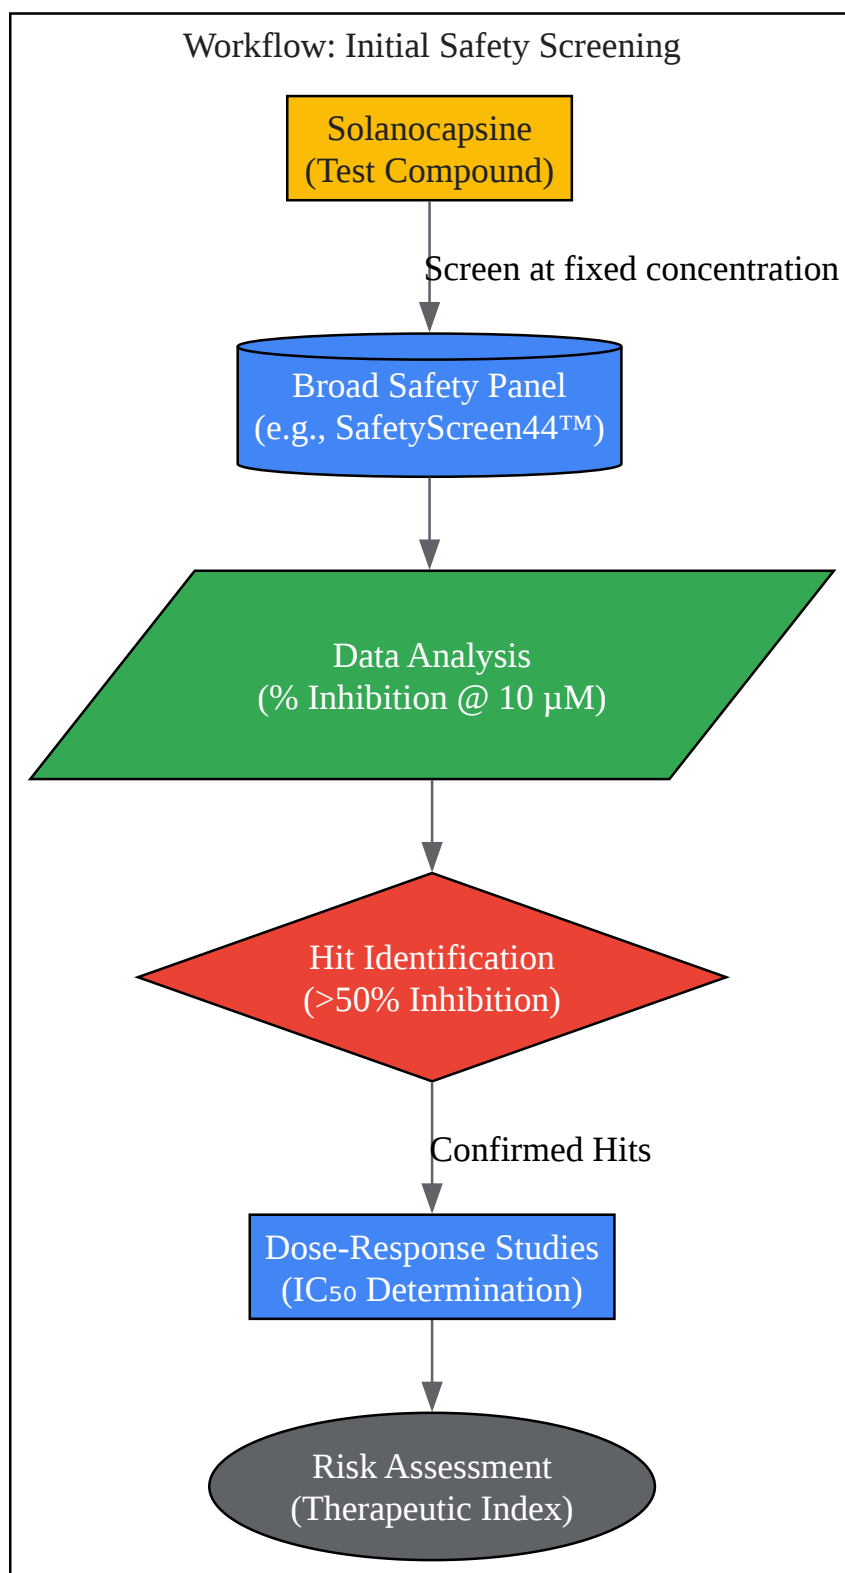 Workflow: Initial Safety Screening
Solanocapsine
(Test Compound)
Screen at fixed concentration
Broad Safety Panel
(e.g., SafetyScreen44™)
Data Analysis
(% Inhibition @ 10 µM)
Hit Identification
(>50% Inhibition)
Confirmed Hits
Dose-Response Studies
(IC₅₀ Determination)
Risk Assessment
(Therapeutic Index)